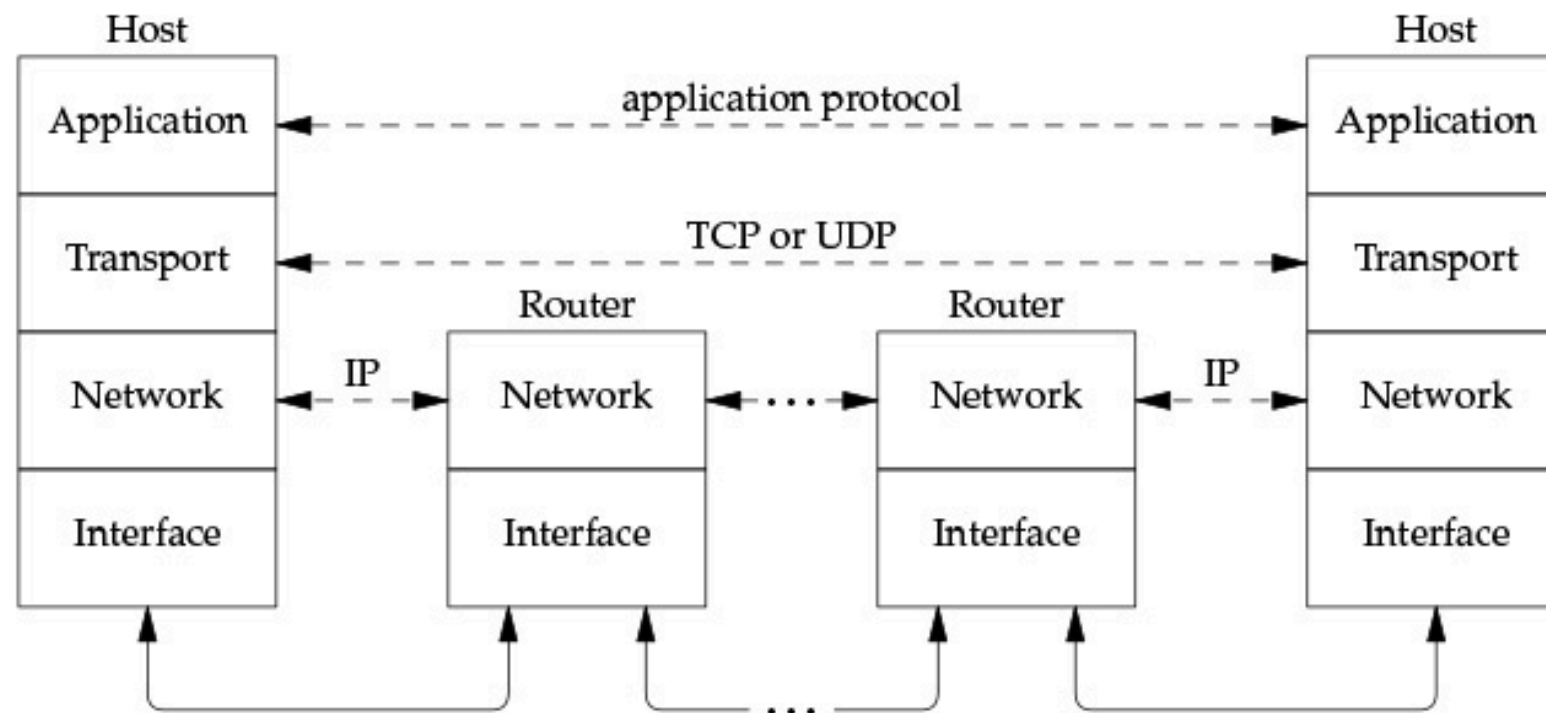 Host
Host
Application
application protocol
Application
Transport
TCP or UDP
Transport
Router
Router
Network
IP
Network
...
Network
IP
Network
Interface
Interface
Interface
Interface
...